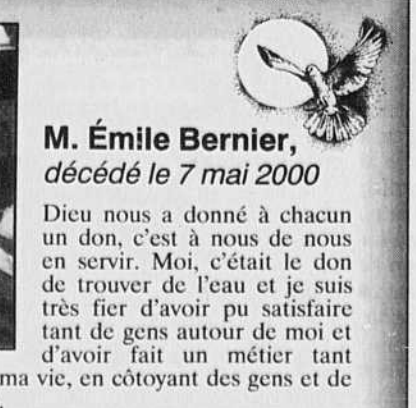 M. Émile Bernier,
décédé le 7 mai 2000
Dieu nous a donné à chacun
un don, c'est à nous de nous
en servir. Moi, c'était le don
de trouver de l'eau et je suis
très fier d'avoir pu satisfaire
tant de gens autour de moi et
d'avoir fait un métier tant
ma vie, en côtoyant des gens et de